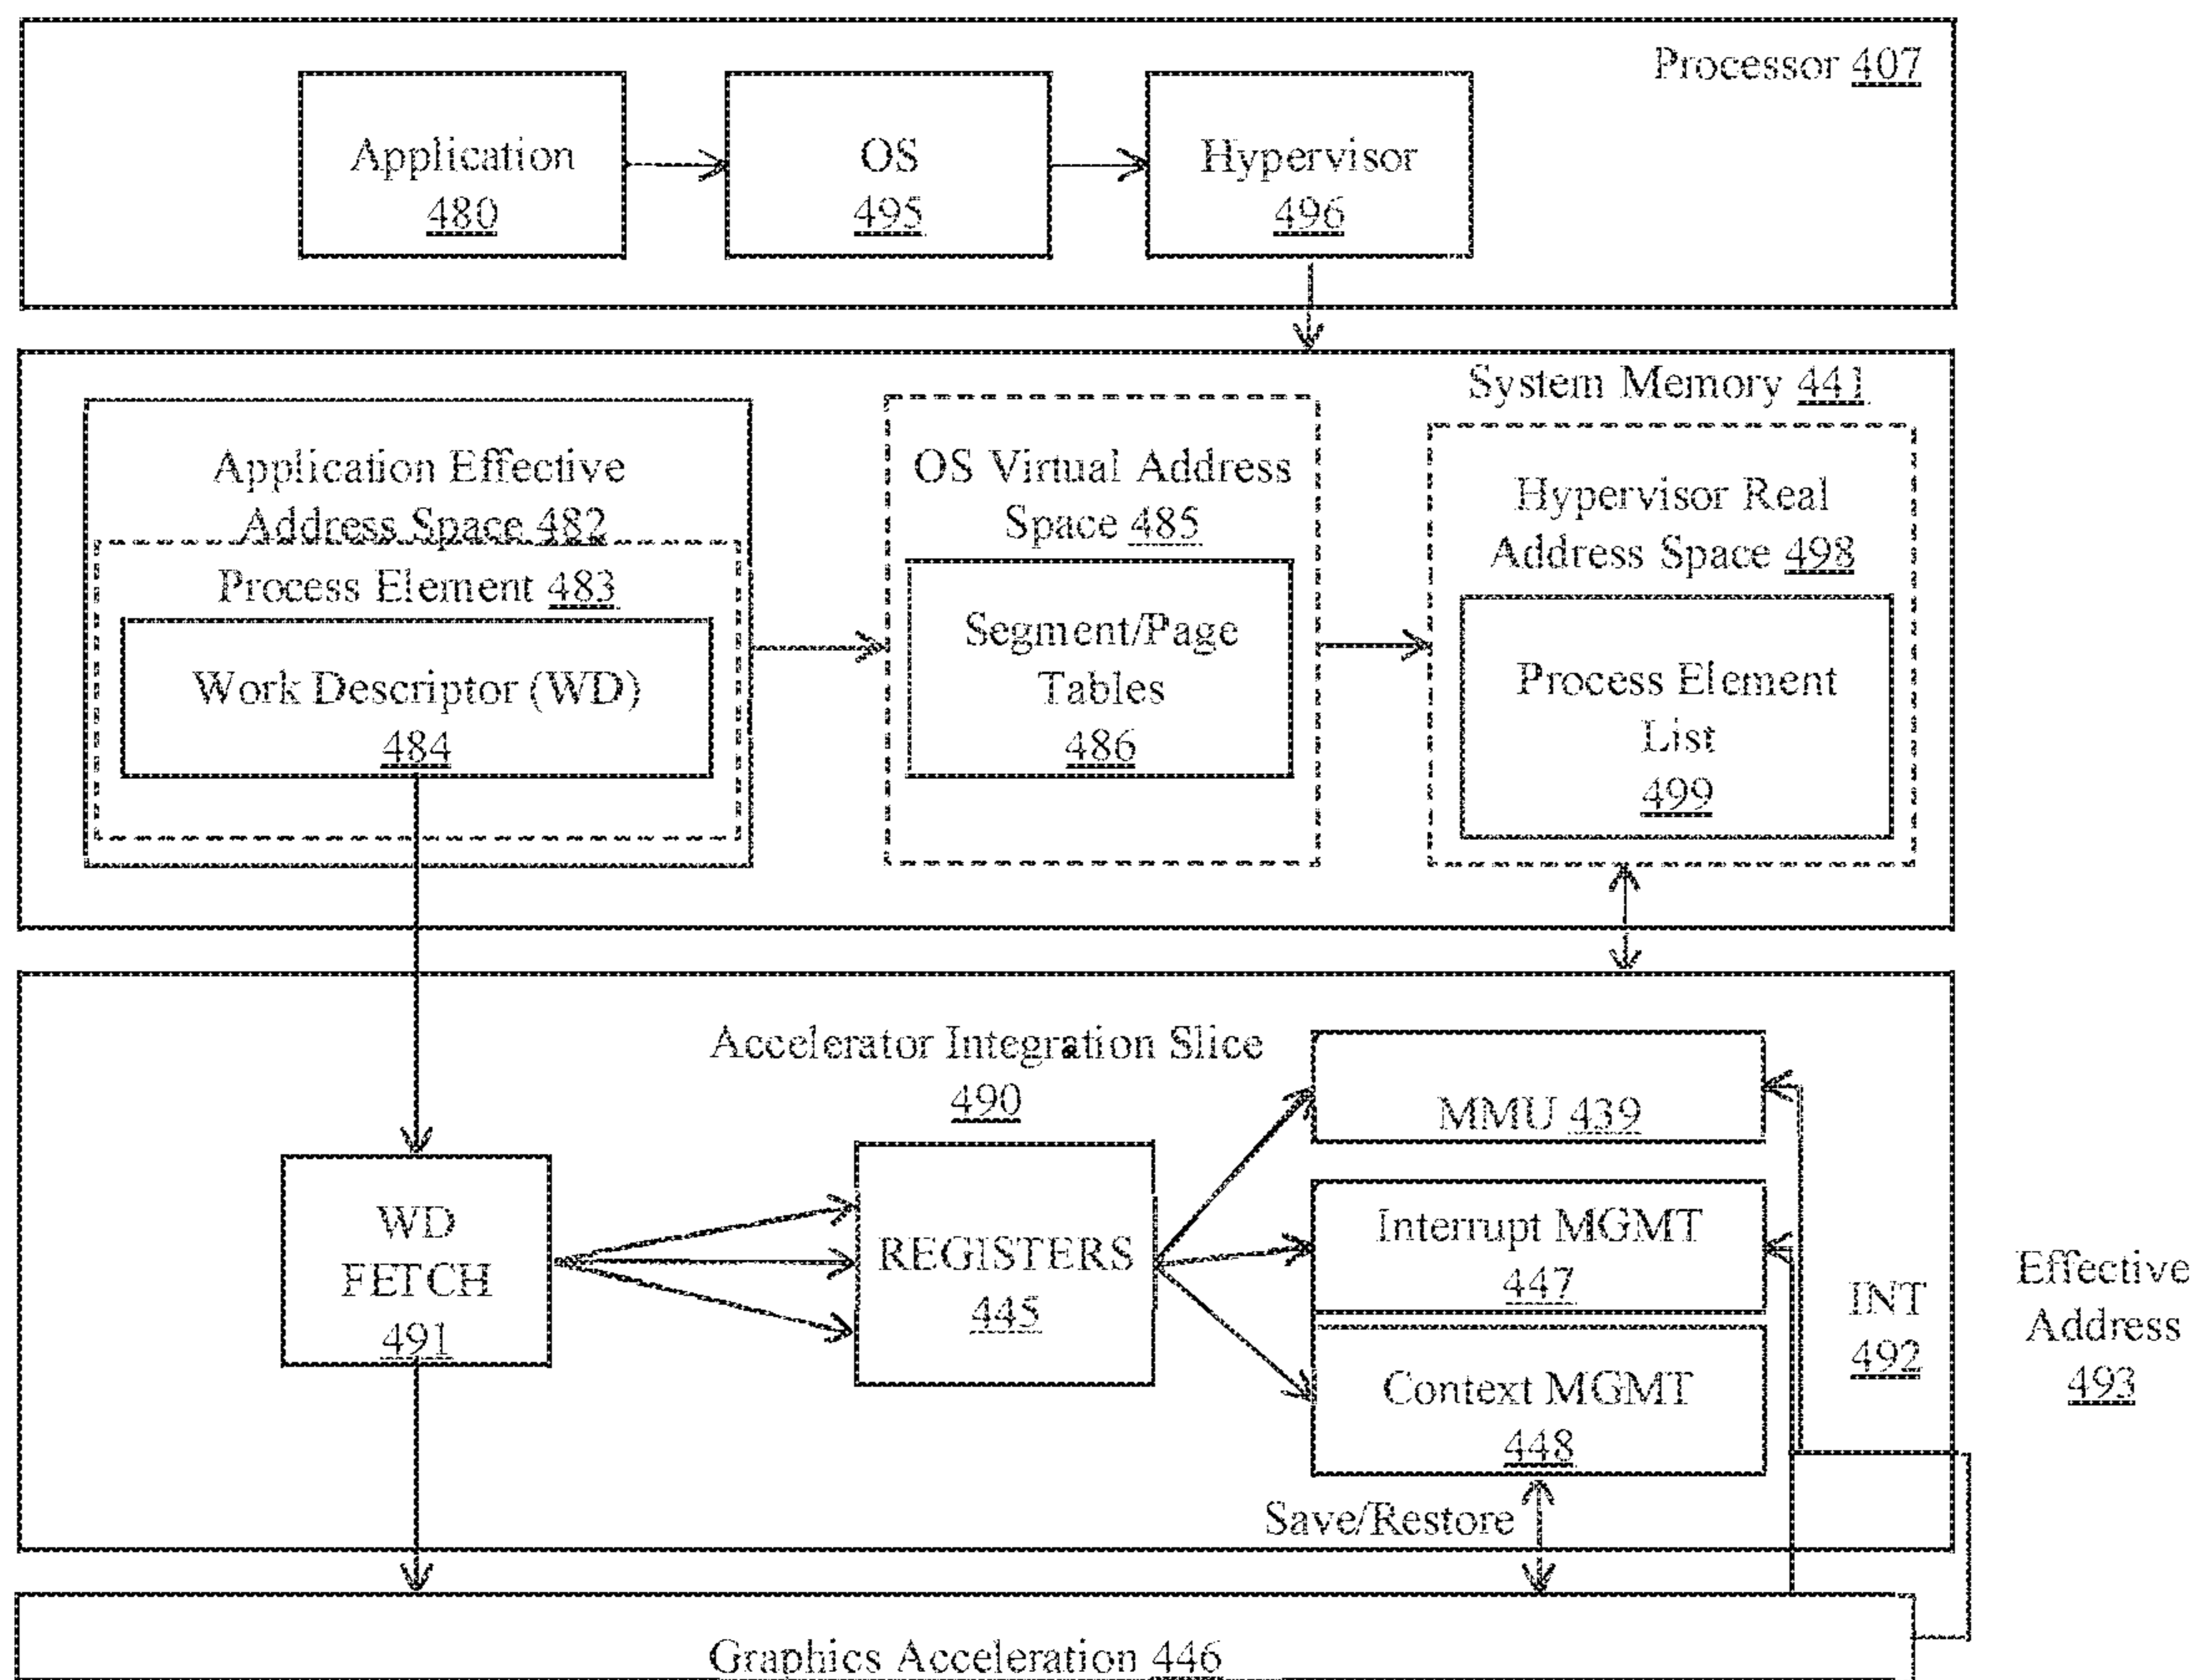 Processor 407
Application
480
OS
495
Hypervisor
496
System Memory 441
Application Effective
Address Space 482
Process Element 483
Work Descriptor (WD)
484
OS Virtual Address
Space 485
Segment/Page
Tables
486
Hypervisor Real
Address Space 498
Process Element
List
499
Accelerator Integration Slice
490
WD
FETCH
491
REGISTERS
445
MMU 439
Interrupt MGMT
447
Context MGMT
448
INT
492
Effective
Address
493
Save/Restore
Graphics Acceleration 446